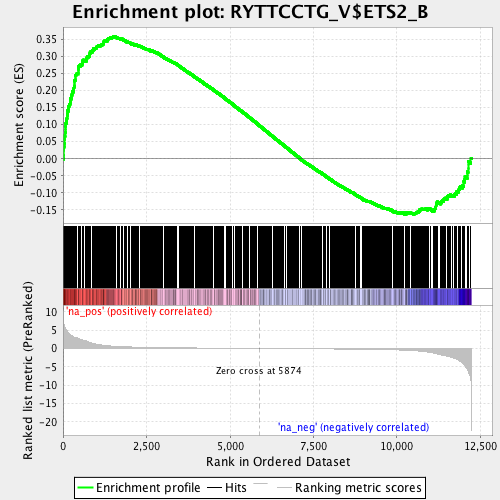 Enrichment plot: RYTTCCTG_V$ETS2_B
Enrichment score (ES)
0.35
0.30
0.25
0.20
0.15
0.10
0.05
0.00
-0.05
-0.10
-0.15
Ranked list metric (PreRanked)
'na_pos' (positively correlated)
10
5
0
-5
-10
-15
-20
Zero cross at 5874
'na_neg' (negatively correlated)
0 2,500 5,000 7,500 10,000 12,500
Rank in Ordered Dataset
Enrichment profile Hits Ranking metric scores